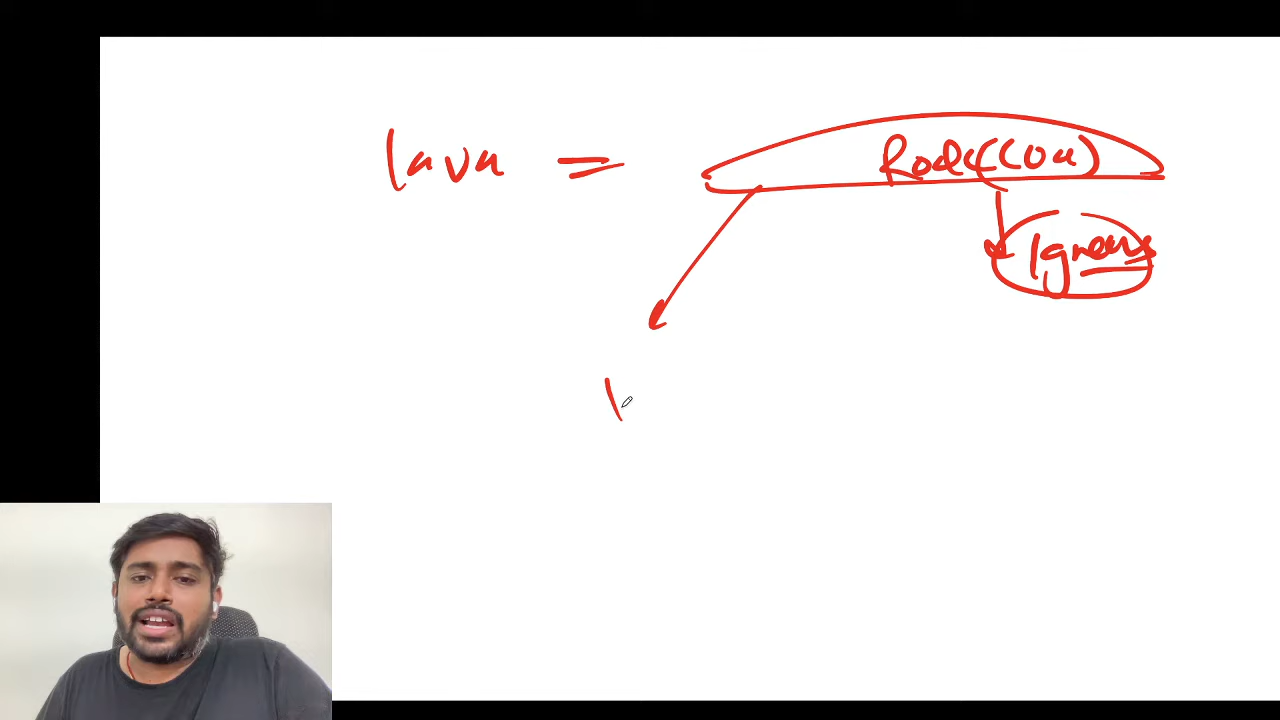 lava = Rock (Cou)
Igneous